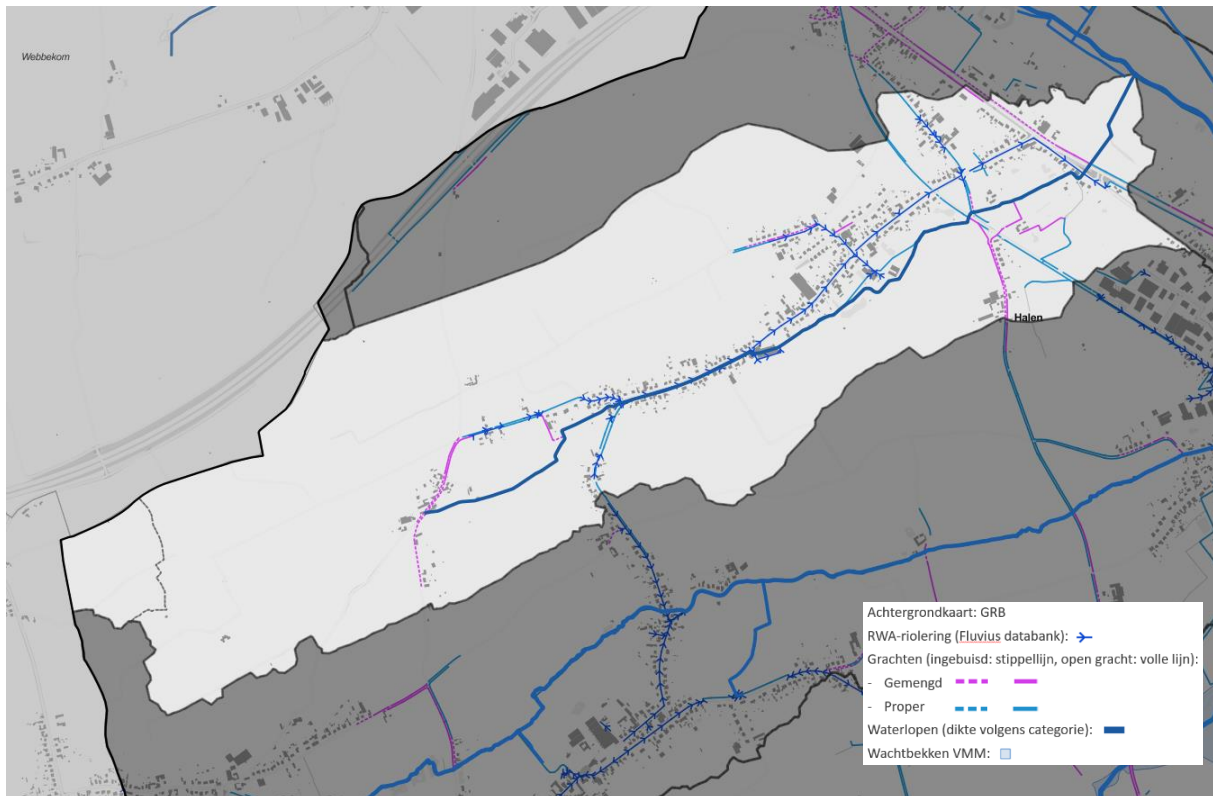 Webbekom
Halen
Achtergrondkaart: GRB
RWA-riolering (Fluvius databank):
Grachten (ingebuisd: stippellijn, open gracht: volle lijn):
- Gemengd
- Proper
Waterlopen (dikte volgens categorie):
Wachtbekken VMM: